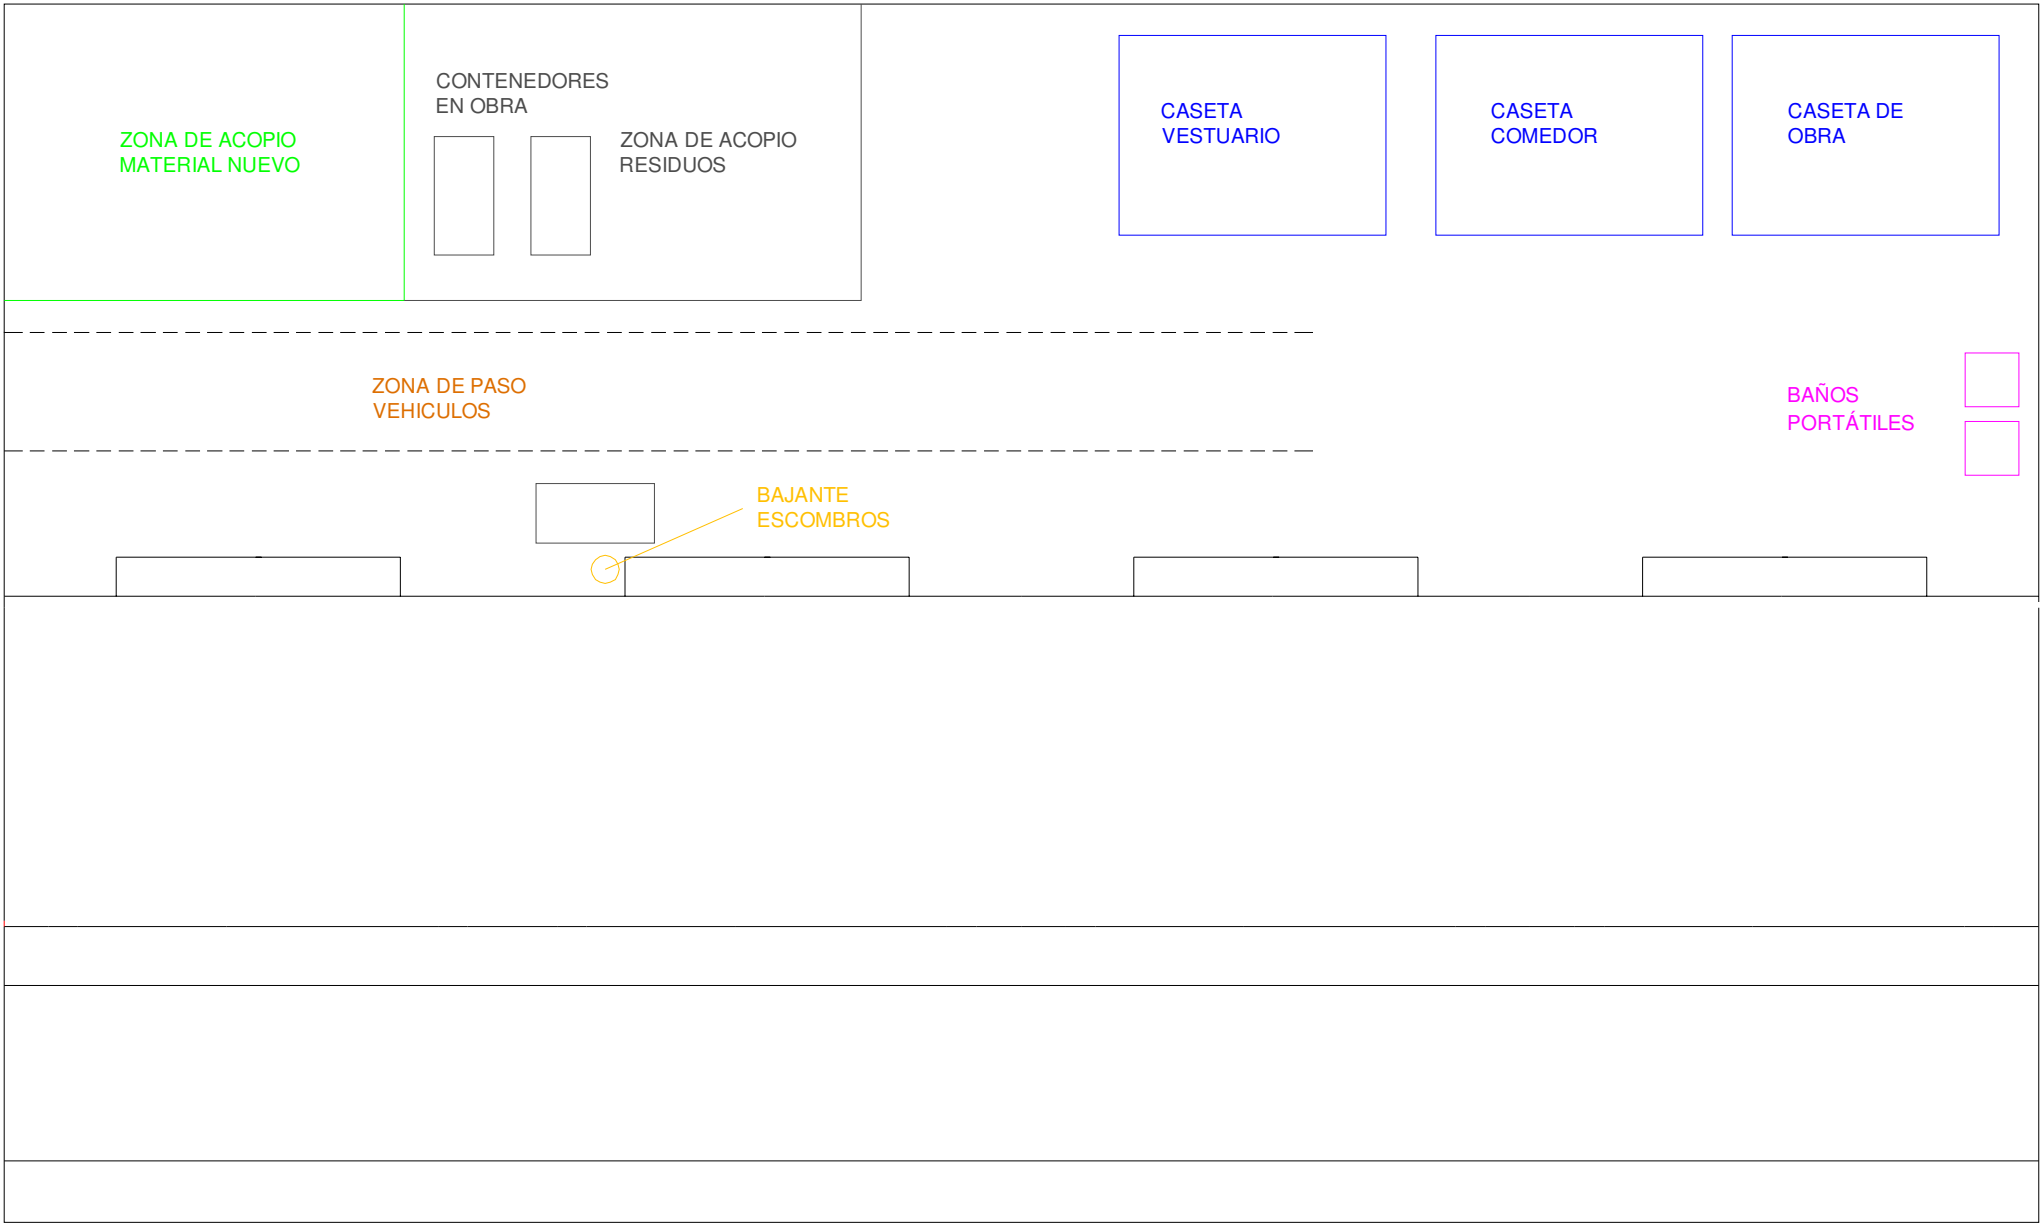 CONTENEDORES
EN OBRA
ZONA DE ACOPIO
MATERIAL NUEVO
ZONA DE ACOPIO
RESIDUOS
CASETA
VESTUARIO
CASETA
COMEDOR
CASETA DE
OBRA
ZONA DE PASO
VEHICULOS
BAÑOS
PORTÁTILES
BAJANTE
ESCOMBROS